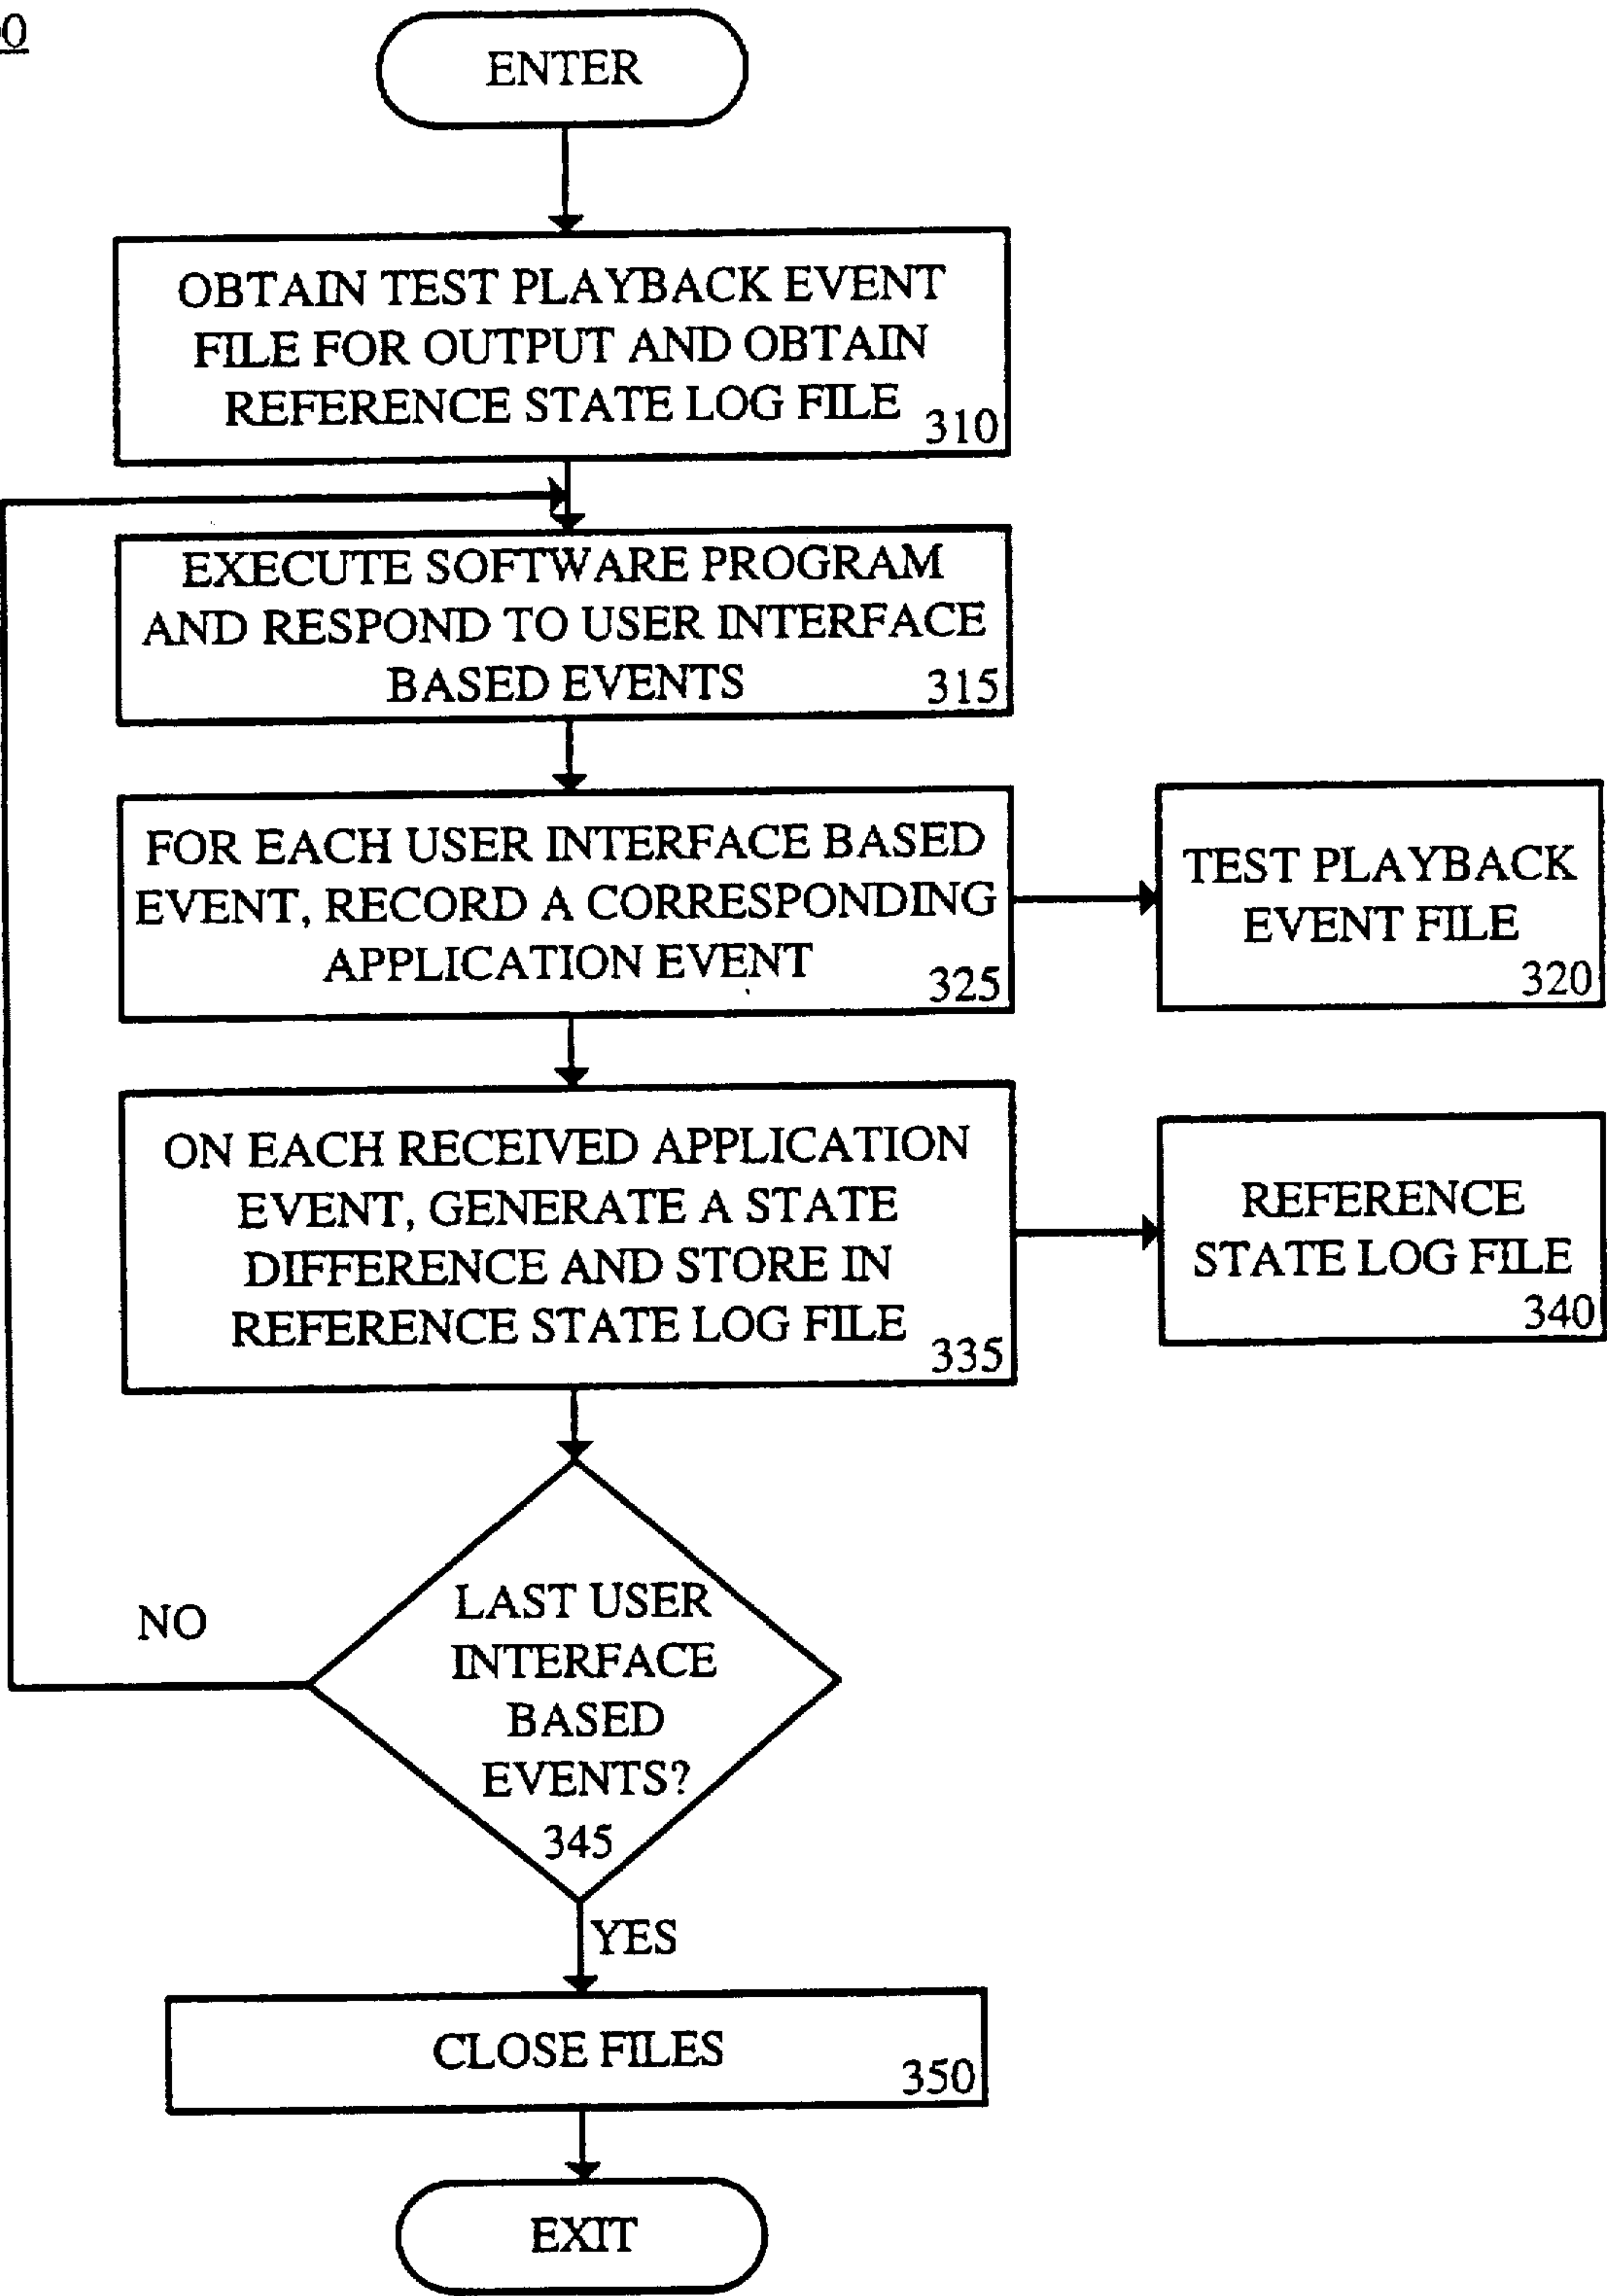 ENTER
OBTAIN TEST PLAYBACK EVENT
FILE FOR OUTPUT AND OBTAIN
REFERENCE STATE LOG FILE
310
EXECUTE SOFTWARE PROGRAM
AND RESPOND TO USER INTERFACE
BASED EVENTS
315
FOR EACH USER INTERFACE BASED
EVENT, RECORD A CORRESPONDING
APPLICATION EVENT
325
TEST PLAYBACK
EVENT FILE
320
ON EACH RECEIVED APPLICATION
EVENT, GENERATE A STATE
DIFFERENCE AND STORE IN
REFERENCE STATE LOG FILE
335
REFERENCE
STATE LOG FILE
340
NO
LAST USER
INTERFACE
BASED
EVENTS?
345
YES
CLOSE FILES
350
EXIT